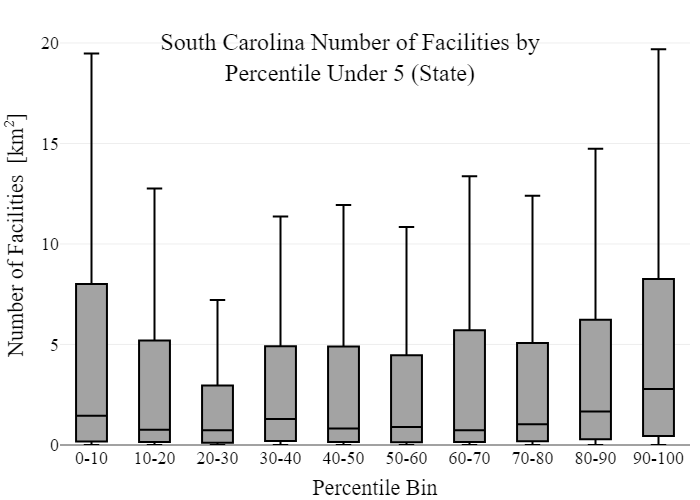 South Carolina Number of Facilities by
Percentile Under 5 (State)
Number of Facilities [km²]
20
15
10
5
0
0-10 10-20 20-30 30-40 40-50 50-60 60-70 70-80 80-90 90-100
Percentile Bin